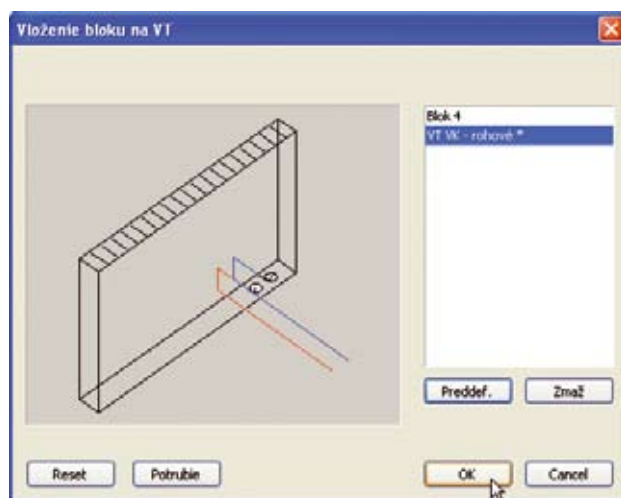 Vloženie bloku na VT
Blok 4
VT VK - rohové *
Preddef.
Zmaž
Reset
Potrubie
OK
Cancel